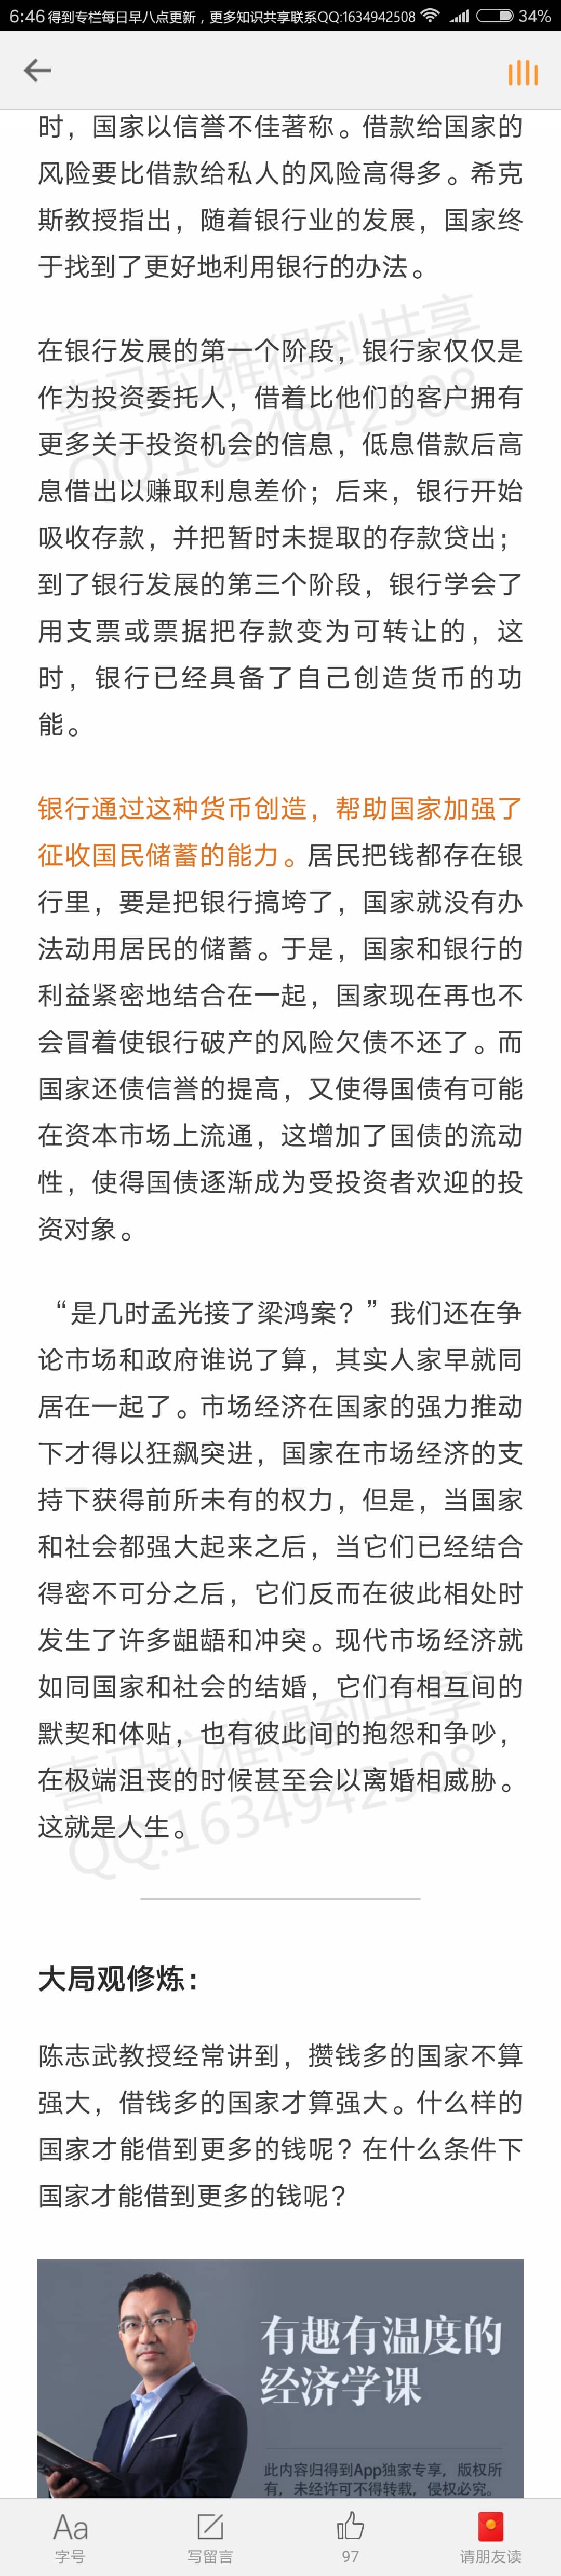 6:46 得到专栏每日早八点更新，更多知识共享联系QQ:1634942508 34%
时，国家以信誉不佳著称。借款给国家的
风险要比借款给私人的风险高得多。希克
斯教授指出，随着银行业的发展，国家终
于找到了更好地利用银行的办法。
在银行发展的第一个阶段，银行家仅仅是
作为投资委托人，借着比他们的客户拥有
更多关于投资机会的信息，低息借款后高
息借出以赚取利息差价；后来，银行开始
吸收存款，并把暂时未提取的存款贷出；
到了银行发展的第三个阶段，银行学会了
用支票或票据把存款变为可转让的，这
时，银行已经具备了自己创造货币的功
能。
喜马拉雅得到共享
QQ:1634942508
银行通过这种货币创造，帮助国家加强了
征收国民储蓄的能力。居民把钱都存在银
行里，要是把银行搞垮了，国家就没有办
法动用居民的储蓄。于是，国家和银行的
利益紧密地结合在一起，国家现在再也不
会冒着使银行破产的风险欠债不还了。而
国家还债信誉的提高，又使得国债有可能
在资本市场上流通，这增加了国债的流动
性，使得国债逐渐成为受投资者欢迎的投
资对象。
“是几时孟光接了梁鸿案？”我们还在争
论市场和政府谁说了算，其实人家早就同
居在一起了。市场经济在国家的强力推动
下才得以狂飙突进，国家在市场经济的支
持下获得前所未有的权力，但是，当国家
和社会都强大起来之后，当它们已经结合
得密不可分之后，它们反而在彼此相处时
发生了许多龃龉和冲突。现代市场经济就
如同国家和社会的结婚，它们有相互间的
默契和体贴，也有彼此间的抱怨和争吵，
在极端沮丧的时候甚至会以离婚相威胁。
这就是人生。
喜马拉雅得到共享
QQ:1634942508
大局观修炼：
陈志武教授经常讲到，攒钱多的国家不算
强大，借钱多的国家才算强大。什么样的
国家才能借到更多的钱呢？在什么条件下
国家才能借到更多的钱呢？
有趣有温度的
经济学课
此内容归得到App独家专享，版权所
有，未经许可不得转载，侵权必究。
Aa
字号 写留言 97 请朋友读